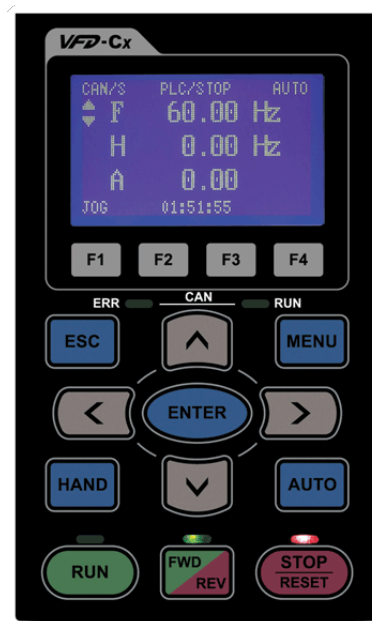 VFD-Cx
CAN/S PLC/STOP AUTO
F 60.00 Hz
H 0.00 Hz
A 0.00
JOG 01:51:55
F1 F2 F3 F4
ERR CAN RUN
ESC MENU
ENTER
HAND AUTO
RUN FWD REV STOP RESET